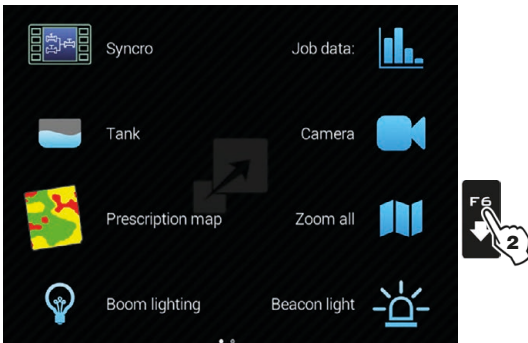 Syncro
Job data:
Tank
Camera
Prescription map
Zoom all
Boom lighting
Beacon light
F6
2